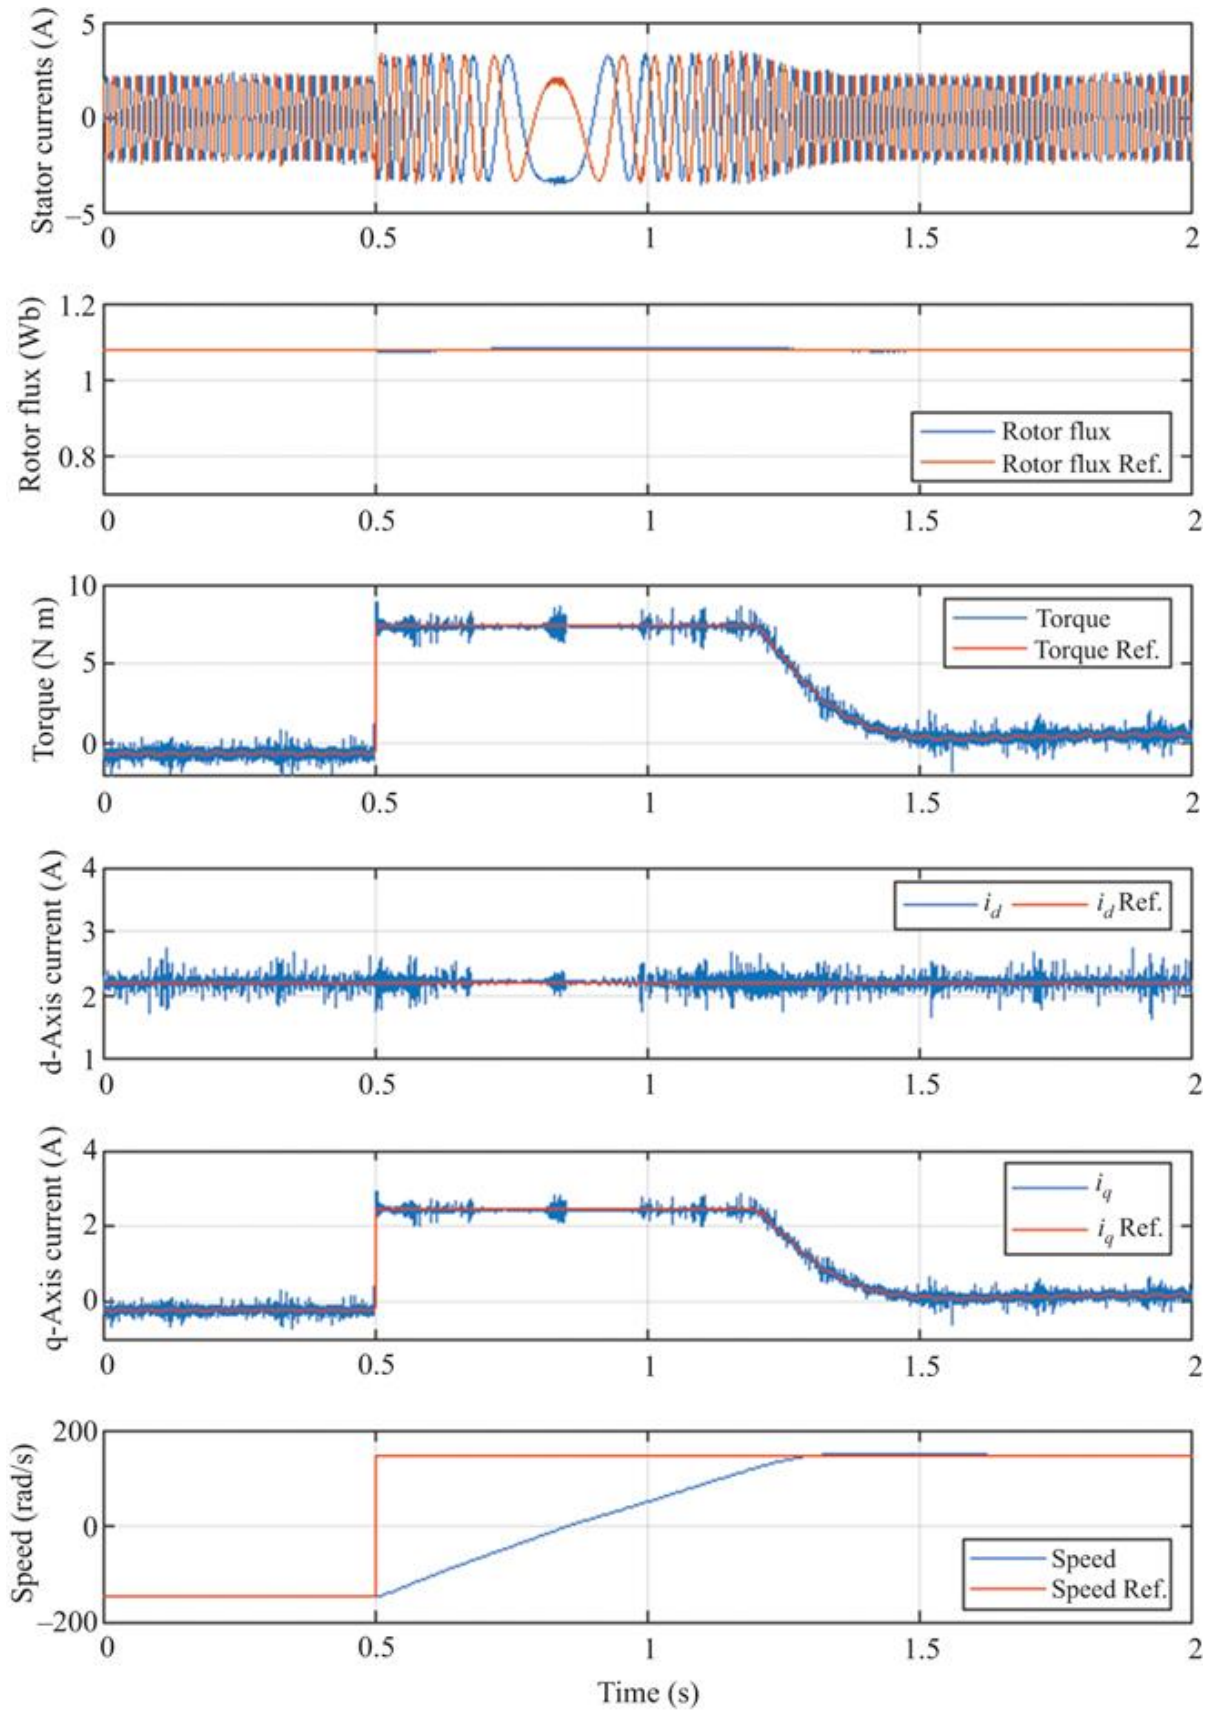 Stator currents (A)
5
0
–5
0 0.5 1 1.5 2
Rotor flux (Wb)
1.2
1
0.8
Rotor flux
Rotor flux Ref.
0 0.5 1 1.5 2
Torque (N m)
10
5
0
Torque
Torque Ref.
0 0.5 1 1.5 2
d-Axis current (A)
4
3
2
1
i_d i_d Ref.
0 0.5 1 1.5 2
q-Axis current (A)
4
2
0
i_q
i_q Ref.
0 0.5 1 1.5 2
Speed (rad/s)
200
0
–200
Speed
Speed Ref.
0 0.5 1 1.5 2
Time (s)